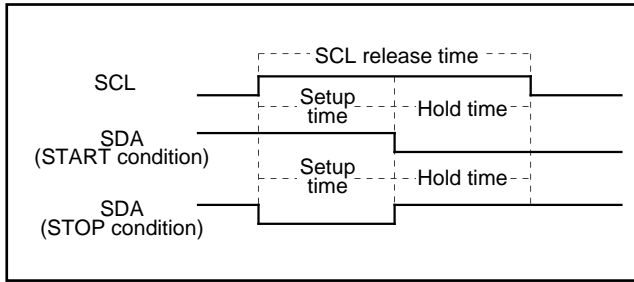 SCL release time
SCL
Setup
time
Hold time
SDA
(START condition)
Setup
time
Hold time
SDA
(STOP condition)